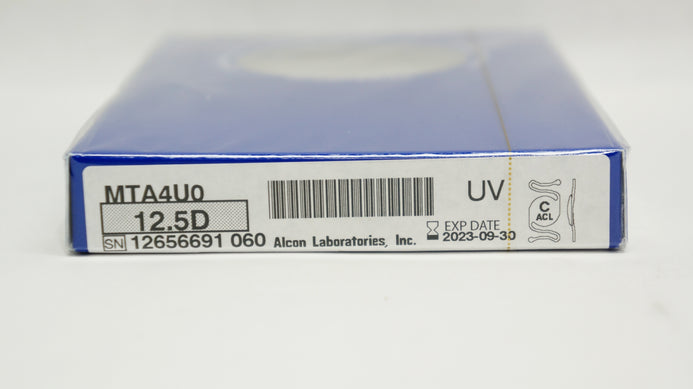 MTA4U0
12.5D
SN 12656691 060
Alcon Laboratories, Inc.
UV
EXP DATE
2023-09-30
C
ACL